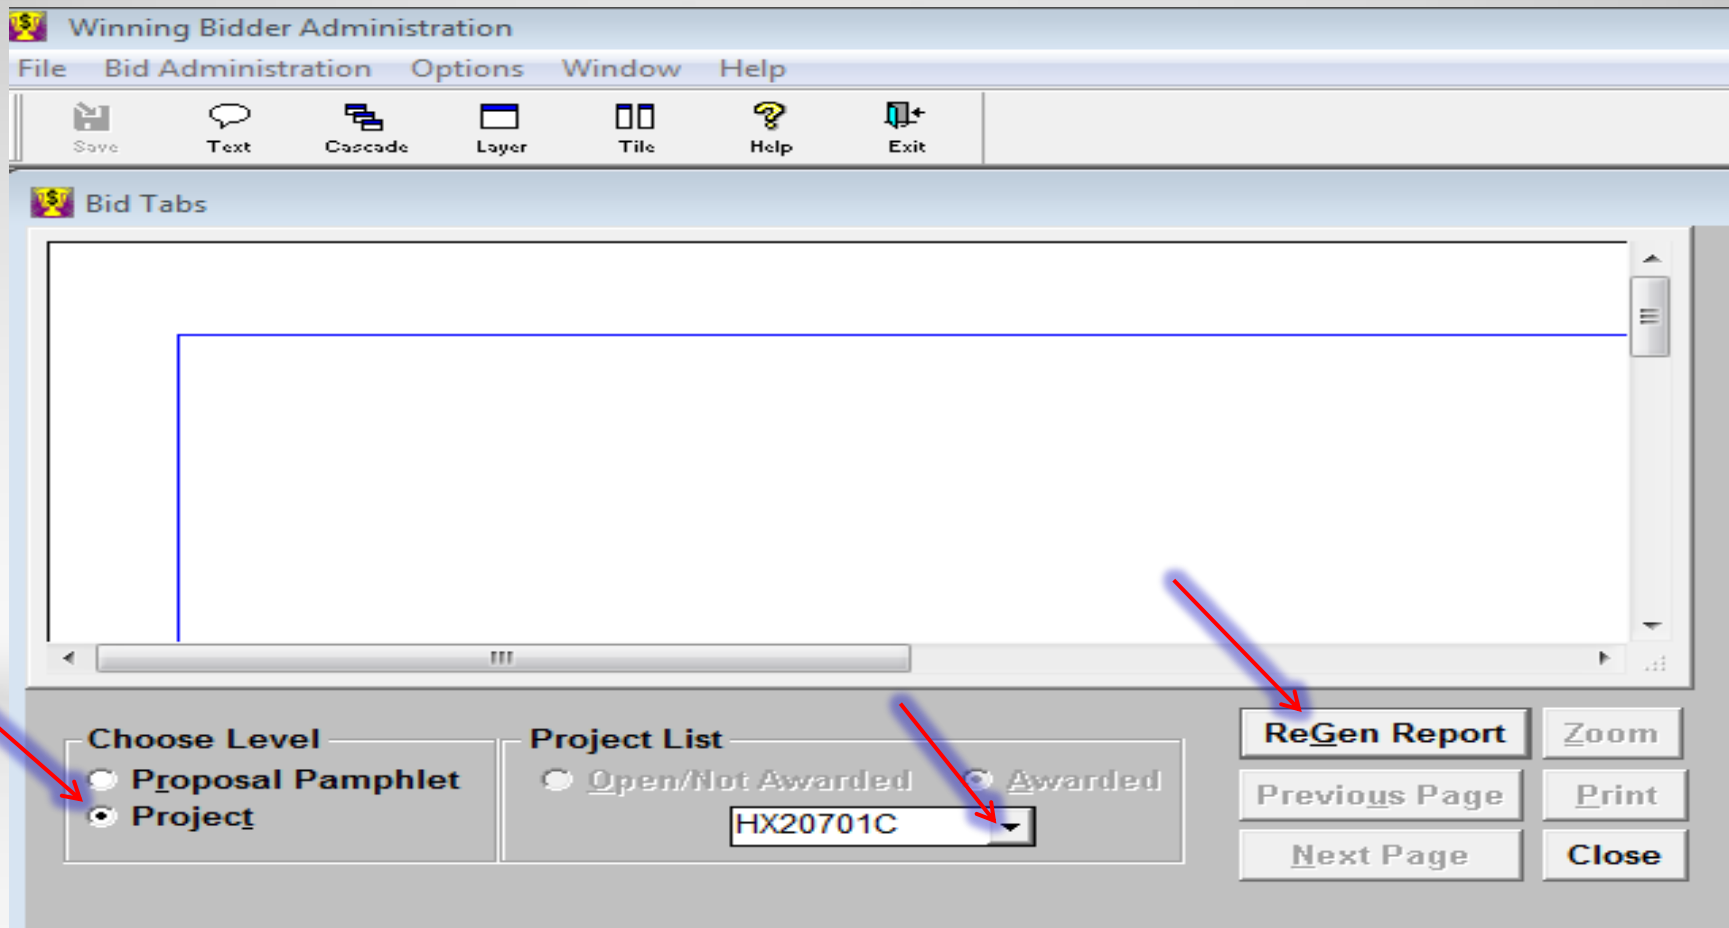 Winning Bidder Administration
File Bid Administration Options Window Help
Save Text Cascade Layer Tile Help Exit
Bid Tabs
Choose Level
Proposal Pamphlet
Project
Project List
Open/Not Awarded Awarded
HX20701C
ReGen Report Zoom
Previous Page Print
Next Page Close